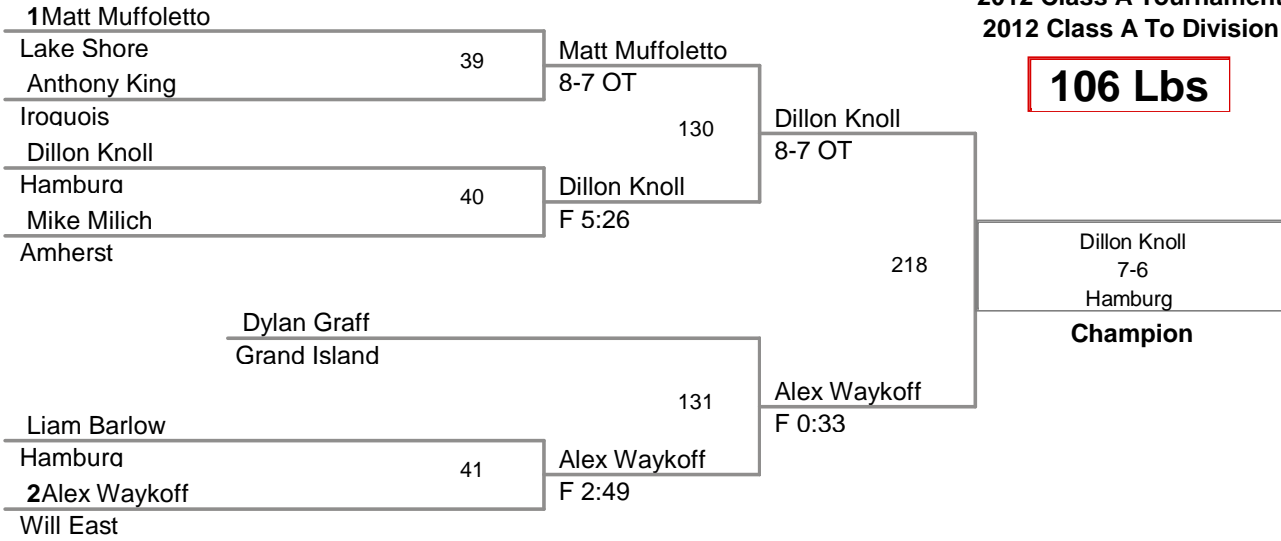 2012 Class A Tournament
2012 Class A To Division
106 Lbs
1Matt Muffoletto
Lake Shore
39
Anthony King
Iroquois
Matt Muffoletto
8-7 OT
130
Dillon Knoll
Hamburg
40
Mike Milich
Amherst
Dillon Knoll
F 5:26
Dillon Knoll
8-7 OT
218
Dillon Knoll
7-6
Hamburg
Champion
Dylan Graff
Grand Island
131
Alex Waykoff
F 0:33
Liam Barlow
Hamburg
41
2Alex Waykoff
Will East
Alex Waykoff
F 2:49